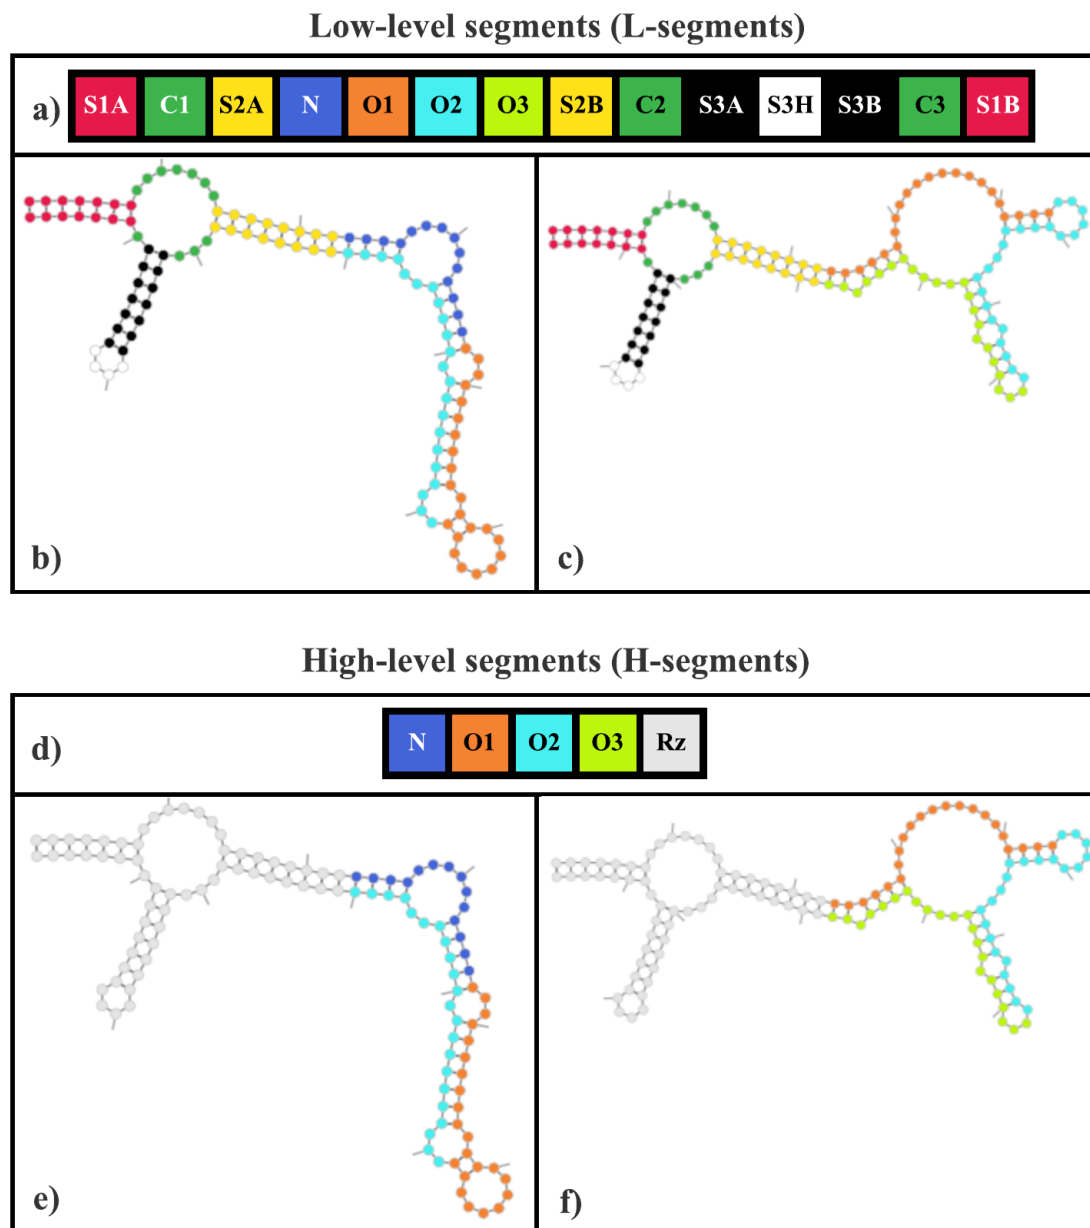 Low-level segments (L-segments)
a) S1A C1 S2A N O1 O2 O3 S2B C2 S3A S3H S3B C3 S1B
b) c)
High-level segments (H-segments)
d) N O1 O2 O3 Rz
e) f)